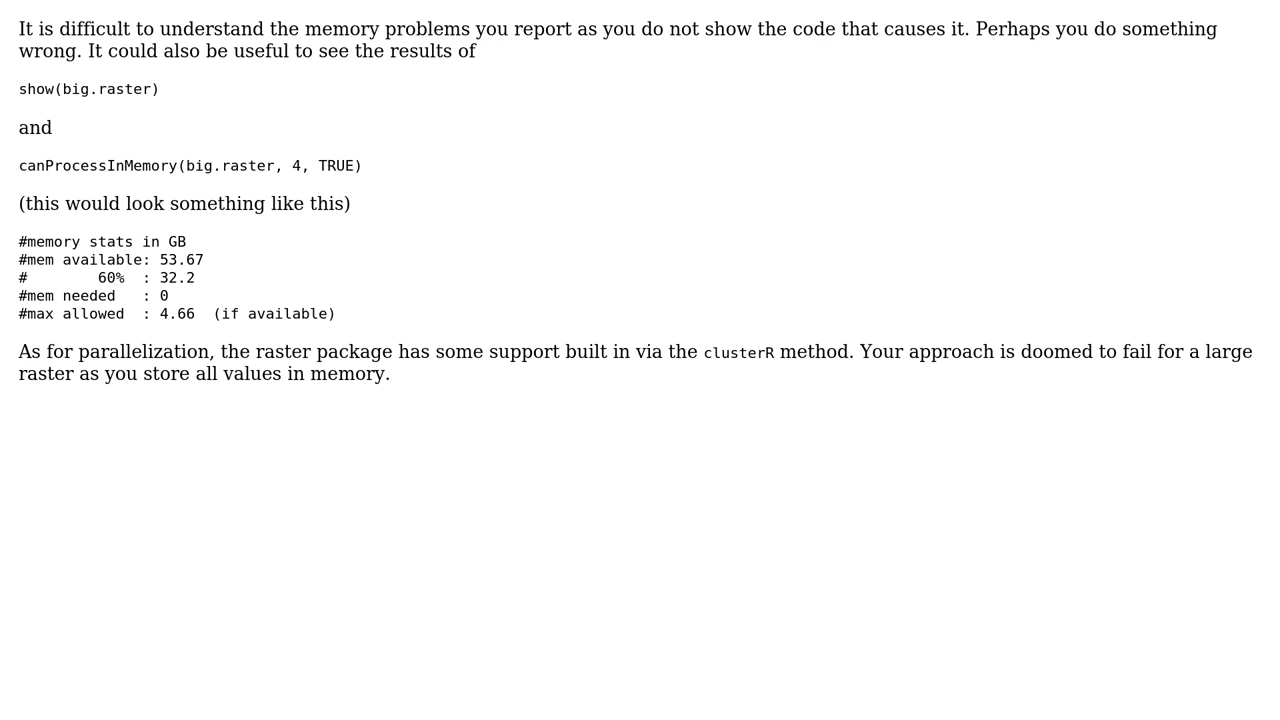 It is difficult to understand the memory problems you report as you do not show the code that causes it. Perhaps you do something
wrong. It could also be useful to see the results of
show(big.raster)
and
canProcessInMemory(big.raster, 4, TRUE)
(this would look something like this)
#memory stats in GB
#mem available: 53.67
#        60%  : 32.2
#mem needed   : 0
#max allowed  : 4.66  (if available)
As for parallelization, the raster package has some support built in via the clusterR method. Your approach is doomed to fail for a large
raster as you store all values in memory.